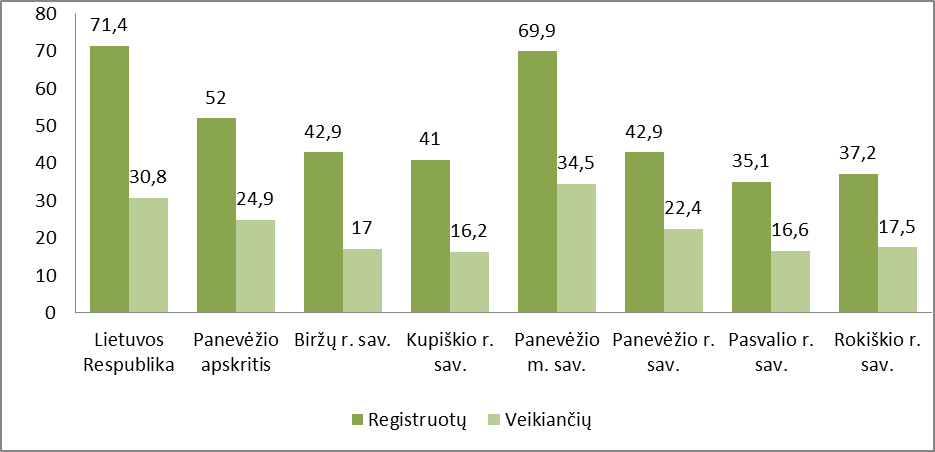 80
70
60
50
40
30
20
10
0
71,4
30,8
52
24,9
42,9
17
41
16,2
69,9
34,5
42,9
22,4
35,1
16,6
37,2
17,5
Lietuvos
Respublika
Panevėžio
apskritis
Biržų r. sav.
Kupiškio r.
sav.
Panevėžio
m. sav.
Panevėžio r.
sav.
Pasvalio r.
sav.
Rokiškio r.
sav.
Registruotų
Veikiančių